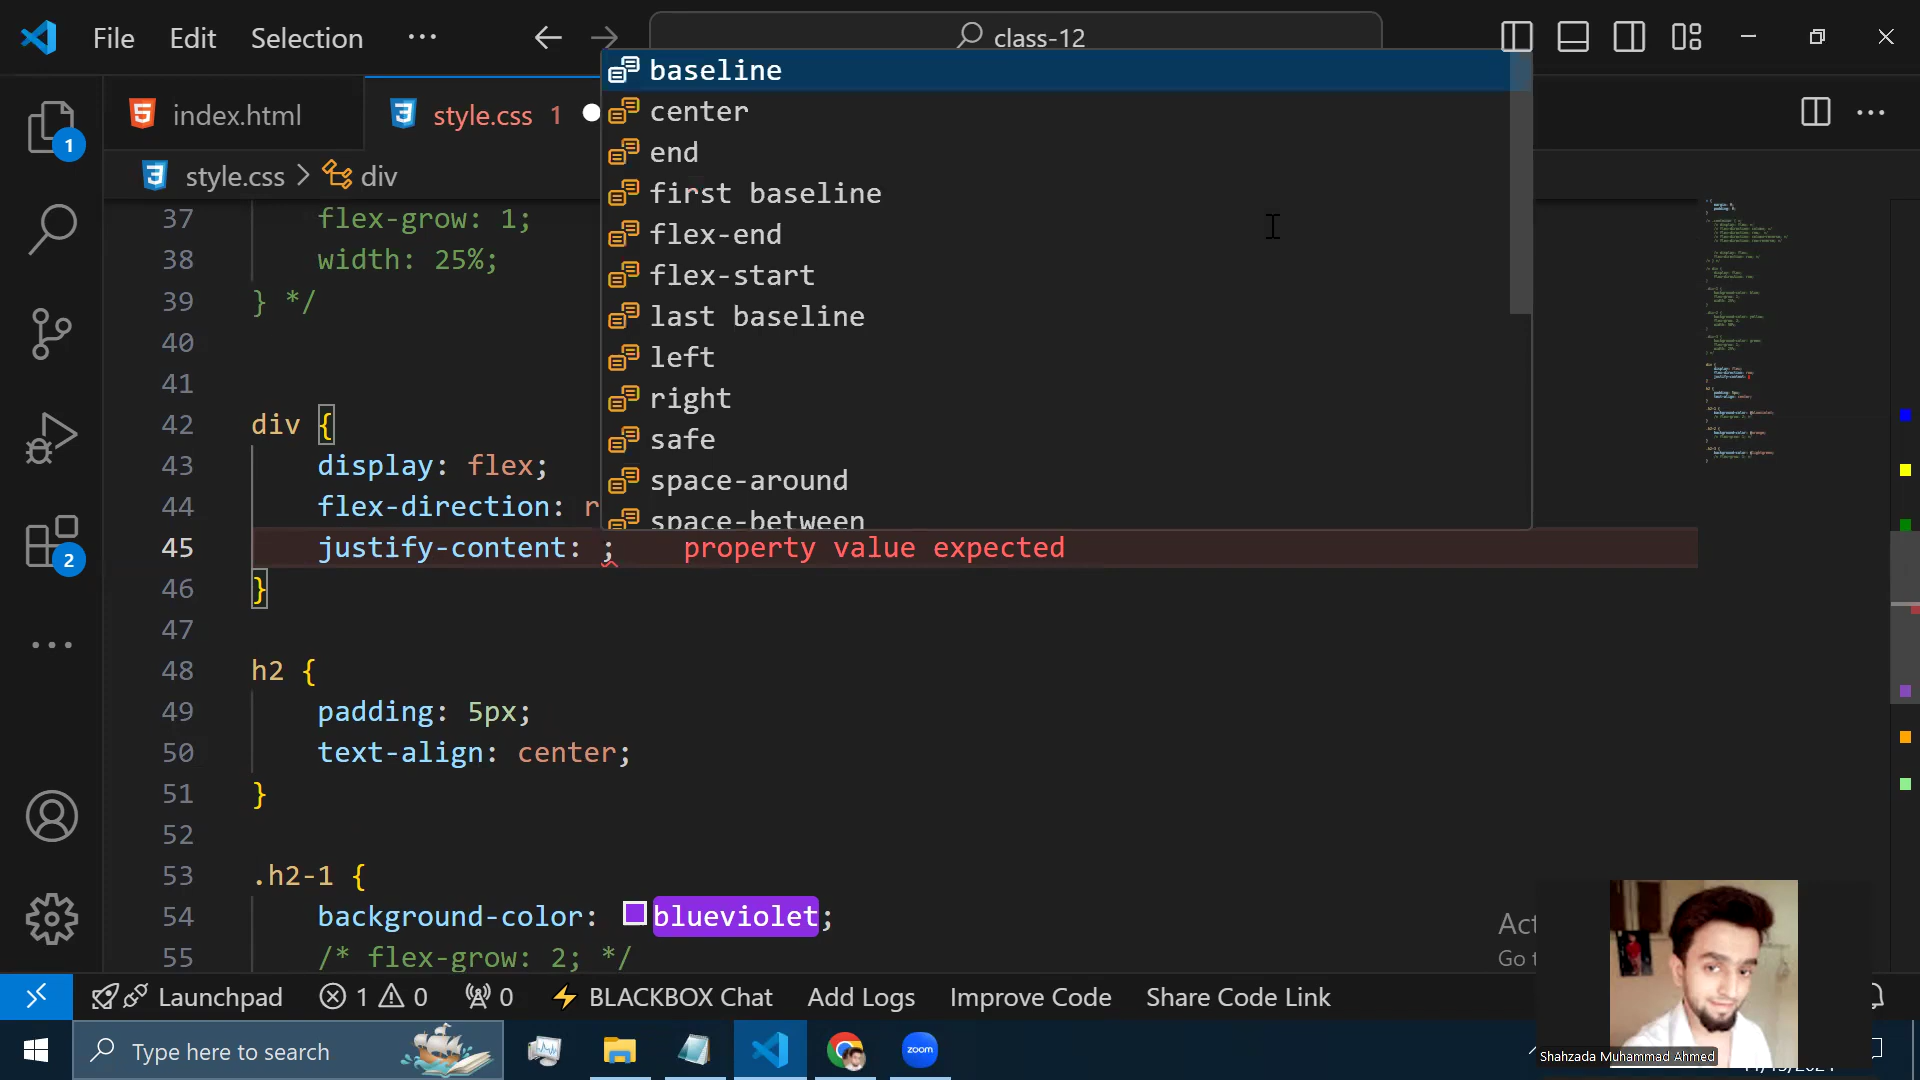 File Edit Selection ··· class-12
index.html style.css 1
style.css > div
baseline
center
end
first baseline
flex-end
flex-start
last baseline
left
right
safe
space-around
space-between
37 flex-grow: 1;
38 width: 25%;
39 } */
40
41
42 div {
43 display: flex;
44 flex-direction: r
45 justify-content: ; property value expected
46 }
47
48 h2 {
49 padding: 5px;
50 text-align: center;
51 }
52
53 .h2-1 {
54 background-color: blueviolet;
55 /* flex-grow: 2; */
1
2
Act
Go t
Launchpad 1 0 0 BLACKBOX Chat Add Logs Improve Code Share Code Link
Type here to search
zoom
Shahzada Muhammad Ahmed